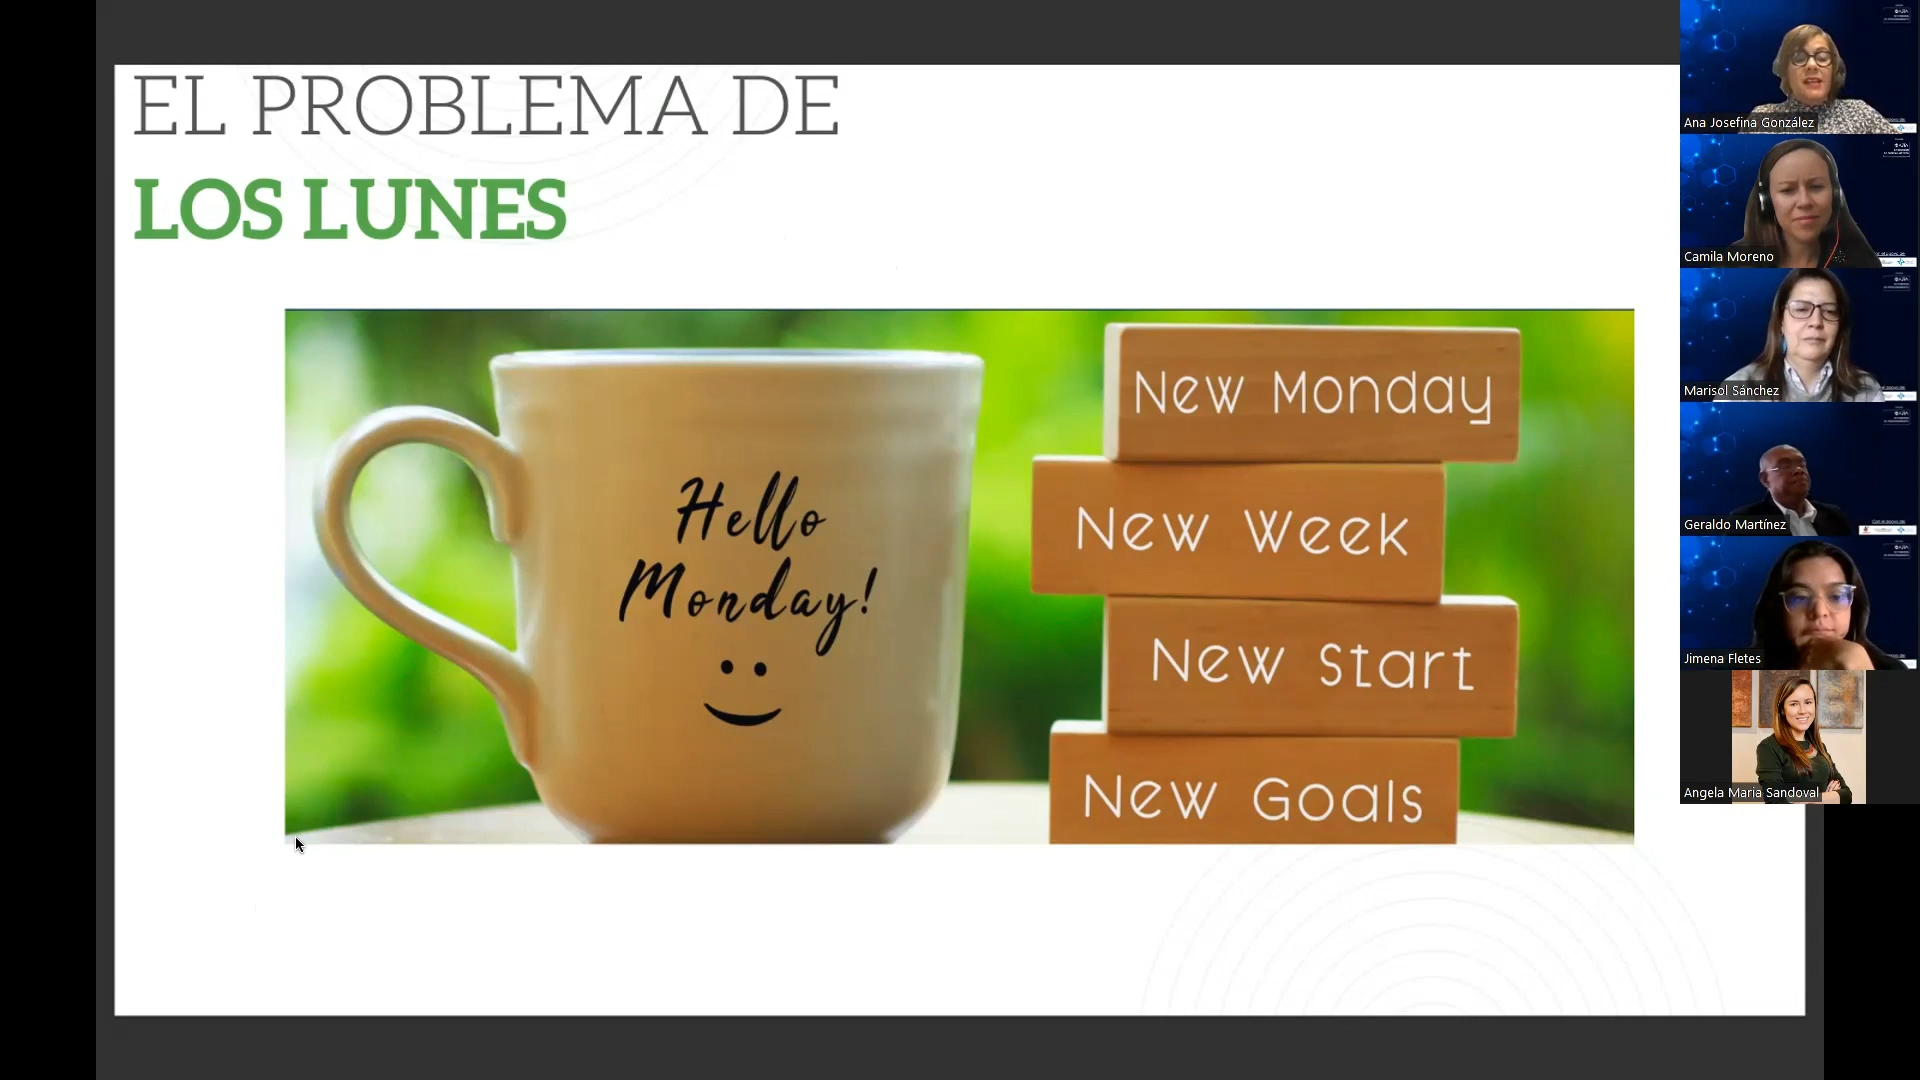 EL PROBLEMA DE
LOS LUNES
Hello
Monday!
New Monday
New Week
New Start
New Goals
Ana Josefina González
Camila Moreno
Marisol Sánchez
Geraldo Martínez
Jimena Fletes
Angela Maria Sandoval